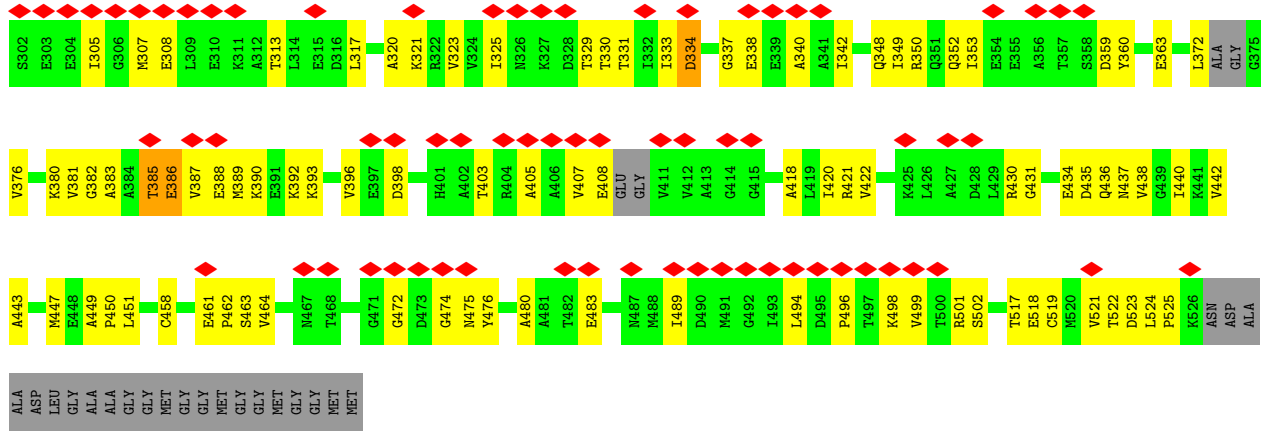 S302 E303 E304 I305 G306 M307 E308 L309 E310 K311 A312 T313 L314 E315 D316 L317 A320 K321 R322 V323 V324 I325 N326 K327 D328 T329 T330 T331 I332 I333 D334 G337 E338 E339 A340 A341 I342 Q348 I349 R350 Q351 Q352 I353 E354 E355 A356 T357 S358 D359 Y360 E363 L372 ALA GLY G375
V376 K380 V381 G382 A383 A384 T385 E386 V387 E388 M389 K390 E391 K392 K393 V396 E397 D398 H401 A402 T403 R404 A405 A406 V407 E408 GLU GLY V411 V412 A413 G414 G415 A418 L419 I420 R421 V422 K425 L426 A427 D428 L429 R430 G431 E434 D435 Q436 N437 V438 G439 I440 K441 V442
A443 M447 E448 A449 P450 L451 C458 E461 P462 S463 V464 N467 T468 G471 G472 D473 G474 N475 Y476 A480 A481 T482 E483 N487 M488 I489 D490 M491 G492 I493 L494 D495 P496 T497 K498 V499 T500 R501 S502 T517 E518 C519 M520 V521 T522 D523 L524 P525 K526 ASN ASP ALA
ALA ASP LEU GLY ALA ALA GLY GLY MET GLY GLY MET GLY GLY MET GLY GLY MET MET